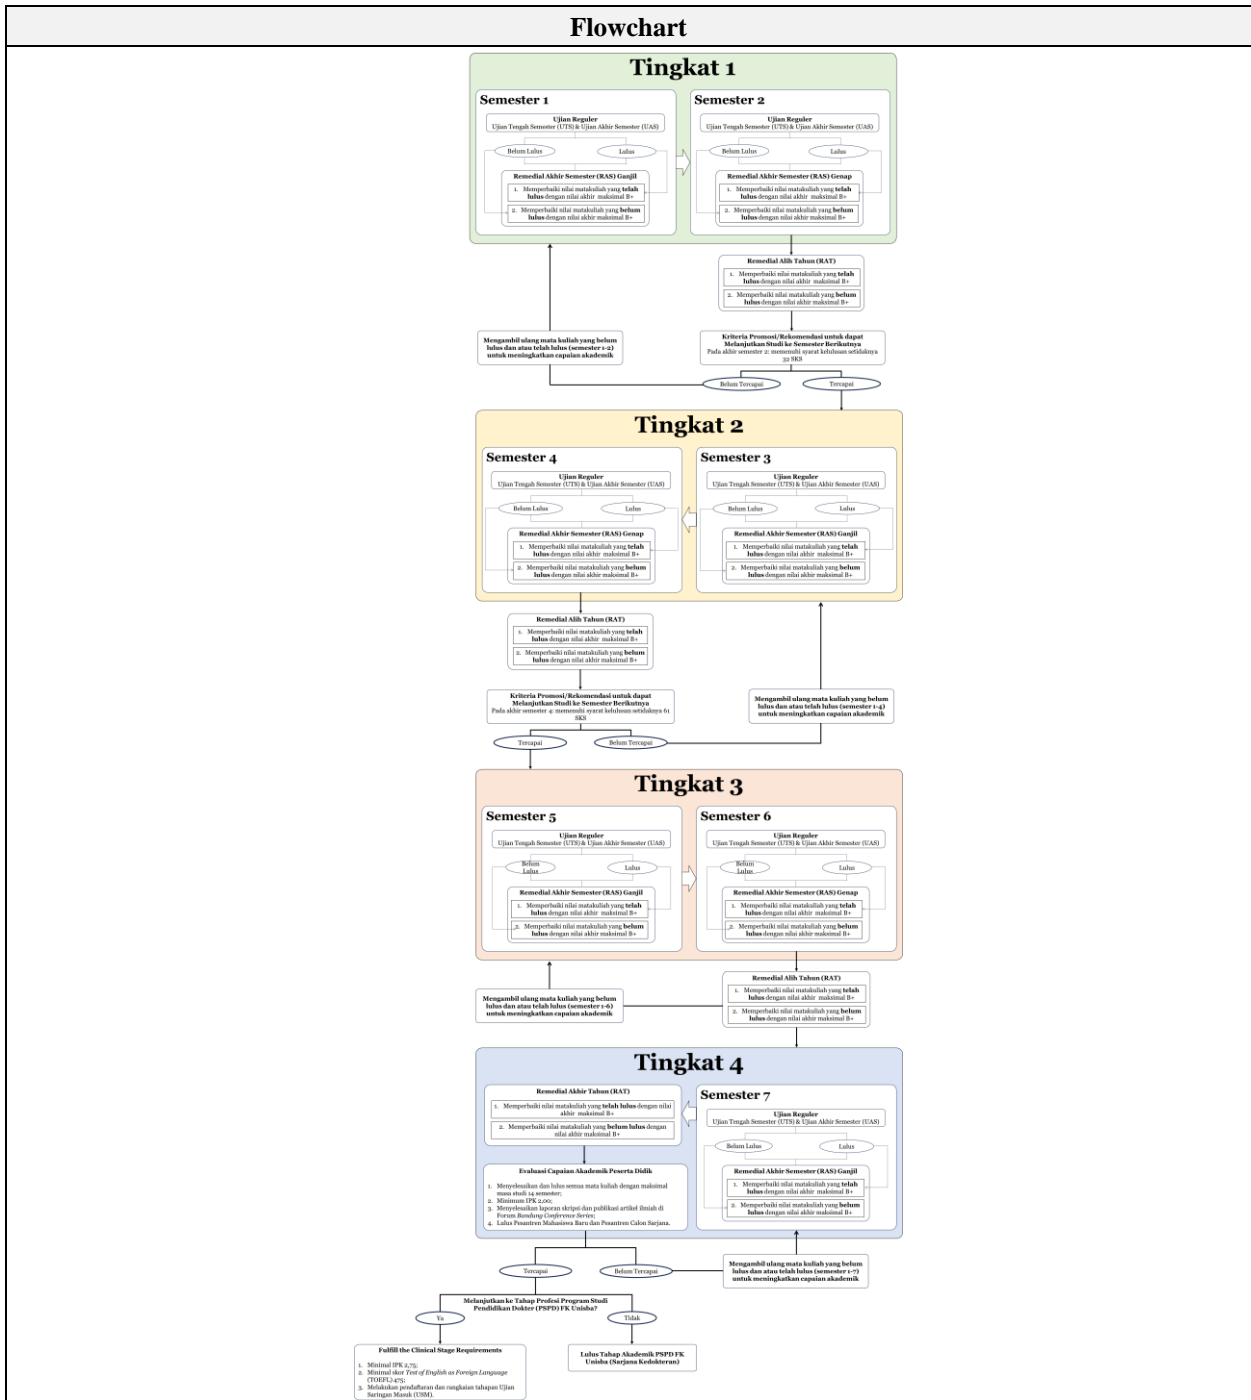 Flowchart
Tingkat 1
Semester 1
Ujian Reguler
Ujian Tengah Semester (UTS) & Ujian Akhir Semester (UAS)
Belum Lulus
Lulus
Remedial Akhir Semester (RAS) Ganjil
1. Memperbaiki nilai matakuliah yang telah
lulus dengan nilai akhir maksimal B+
2. Memperbaiki nilai matakuliah yang belum
lulus dengan nilai akhir maksimal B+
Semester 2
Ujian Reguler
Ujian Tengah Semester (UTS) & Ujian Akhir Semester (UAS)
Belum Lulus
Lulus
Remedial Akhir Semester (RAS) Genap
1. Memperbaiki nilai matakuliah yang telah
lulus dengan nilai akhir maksimal B+
2. Memperbaiki nilai matakuliah yang belum
lulus dengan nilai akhir maksimal B+
Remedial Alih Tahun (RAT)
1. Memperbaiki nilai matakuliah yang telah
lulus dengan nilai akhir maksimal B+
2. Memperbaiki nilai matakuliah yang belum
lulus dengan nilai akhir maksimal B+
Kriteria Promosi/Rekomendasi untuk dapat
Melanjutkan Studi ke Semester Berikutnya
Pada akhir semester 2: memenuhi syarat kelulusan setidaknya
32 SKS
Mengambil ulang mata kuliah yang belum
lulus dan atau telah lulus (semester 1-2)
untuk meningkatkan capaian akademik
Belum Tercapai
Tercapai
Tingkat 2
Semester 4
Ujian Reguler
Ujian Tengah Semester (UTS) & Ujian Akhir Semester (UAS)
Belum Lulus
Lulus
Remedial Akhir Semester (RAS) Genap
1. Memperbaiki nilai matakuliah yang telah
lulus dengan nilai akhir maksimal B+
2. Memperbaiki nilai matakuliah yang belum
lulus dengan nilai akhir maksimal B+
Semester 3
Ujian Reguler
Ujian Tengah Semester (UTS) & Ujian Akhir Semester (UAS)
Belum Lulus
Lulus
Remedial Akhir Semester (RAS) Ganjil
1. Memperbaiki nilai matakuliah yang telah
lulus dengan nilai akhir maksimal B+
2. Memperbaiki nilai matakuliah yang belum
lulus dengan nilai akhir maksimal B+
Remedial Alih Tahun (RAT)
1. Memperbaiki nilai matakuliah yang telah
lulus dengan nilai akhir maksimal B+
2. Memperbaiki nilai matakuliah yang belum
lulus dengan nilai akhir maksimal B+
Kriteria Promosi/Rekomendasi untuk dapat
Melanjutkan Studi ke Semester Berikutnya
Pada akhir semester 4: memenuhi syarat kelulusan setidaknya 61
SKS
Mengambil ulang mata kuliah yang belum
lulus dan atau telah lulus (semester 1-4)
untuk meningkatkan capaian akademik
Tercapai
Belum Tercapai
Tingkat 3
Semester 5
Ujian Reguler
Ujian Tengah Semester (UTS) & Ujian Akhir Semester (UAS)
Belum
Lulus
Lulus
Remedial Akhir Semester (RAS) Ganjil
1. Memperbaiki nilai matakuliah yang telah
lulus dengan nilai akhir maksimal B+
2. Memperbaiki nilai matakuliah yang belum
lulus dengan nilai akhir maksimal B+
Semester 6
Ujian Reguler
Ujian Tengah Semester (UTS) & Ujian Akhir Semester (UAS)
Belum
Lulus
Lulus
Remedial Akhir Semester (RAS) Genap
1. Memperbaiki nilai matakuliah yang telah
lulus dengan nilai akhir maksimal B+
2. Memperbaiki nilai matakuliah yang belum
lulus dengan nilai akhir maksimal B+
Remedial Alih Tahun (RAT)
1. Memperbaiki nilai matakuliah yang telah
lulus dengan nilai akhir maksimal B+
2. Memperbaiki nilai matakuliah yang belum
lulus dengan nilai akhir maksimal B+
Mengambil ulang mata kuliah yang belum
lulus dan atau telah lulus (semester 1-6)
untuk meningkatkan capaian akademik
Tingkat 4
Remedial Akhir Tahun (RAT)
1. Memperbaiki nilai matakuliah yang telah lulus dengan nilai
akhir maksimal B+
2. Memperbaiki nilai matakuliah yang belum lulus dengan
nilai akhir maksimal B+
Evaluasi Capaian Akademik Peserta Didik
1. Menyelesaikan dan lulus semua mata kuliah dengan maksimal
masa studi 14 semester;
2. Minimum IPK 2,00;
3. Menyelesaikan laporan skripsi dan publikasi artikel ilmiah di
Forum Bandung Conference Series;
4. Lulus Pesantren Mahasiswa Baru dan Pesantren Calon Sarjana.
Semester 7
Ujian Reguler
Ujian Tengah Semester (UTS) & Ujian Akhir Semester (UAS)
Belum Lulus
Lulus
Remedial Akhir Semester (RAS) Ganjil
1. Memperbaiki nilai matakuliah yang telah
lulus dengan nilai akhir maksimal B+
2. Memperbaiki nilai matakuliah yang belum
lulus dengan nilai akhir maksimal B+
Tercapai
Belum Tercapai
Mengambil ulang mata kuliah yang belum
lulus dan atau telah lulus (semester 1-7)
untuk meningkatkan capaian akademik
Melanjutkan ke Tahap Profesi Program Studi
Pendidikan Dokter (PSPD) FK Unisba?
Ya
Tidak
Fulfill the Clinical Stage Requirements
1. Minimal IPK 2,75;
2. Minimal skor Test of English as Foreign Language
(TOEFL) 475;
3. Melakukan pendaftaran dan rangkaian tahapan Ujian
Saringan Masuk (USM).
Lulus Tahap Akademik PSPD FK
Unisba (Sarjana Kedokteran)